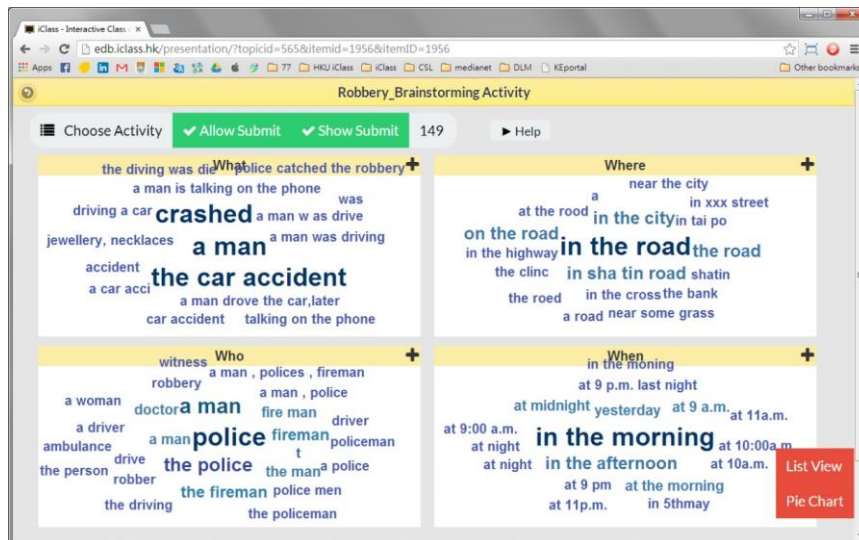 iClass - Interactive Class
edb.iclass.hk/presentation/?topicid=565&itemid=1956&itemID=1956
Apps 77 HKU iClass iClass CSL medianet DLM KEportal Other bookmarks
Robbery_Brainstorming Activity
Choose Activity Allow Submit Show Submit 149 Help
What
the diving was die police catched the robbery
a man is talking on the phone
was
driving a car crashed a man w as drive
jewellery, necklaces a man a man was driving
accident
a car acci the car accident
a man drove the car,later
car accident talking on the phone
Where
near the city
a in xxx street
at the rood in the city in tai po
on the road
in the highway in the road the road
the clinc in sha tin road shatin
the roed in the cross the bank
a road near some grass
Who
witness
a man , polices , fireman
robbery
a man , police
a woman doctor a man fire man
a driver driver
a man police fireman policeman
ambulance t
drive the police the man a police
the person robber
the fireman police men
the driving
the policeman
When
in the moning
at 9 p.m. last night
at midnight yesterday at 9 a.m. at 11a.m.
at 9:00 a.m.
at night in the morning at 10:00a.m
at night in the afternoon at 10a.m.
at 9 pm at the morning
at 11p.m. in 5thmay
List View
Pie Chart